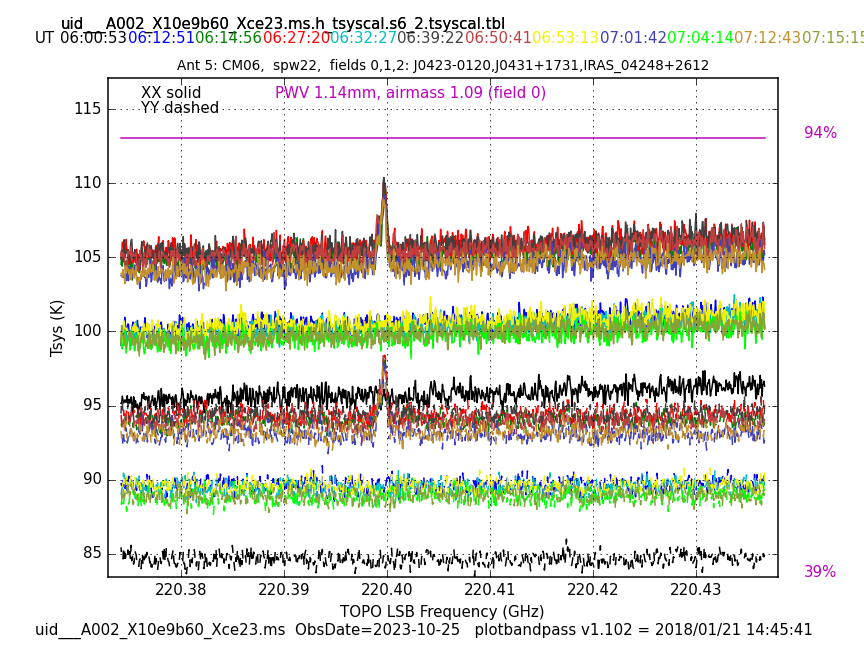 uid___A002_X10e9b60_Xce23.ms.h_tsyscal.s6_2.tsyscal.tbl
UT 06:00:53 06:12:51 06:14:56 06:27:20 06:32:27 06:39:22 06:50:41 06:53:13 07:01:42 07:04:14 07:12:43 07:15:15
Ant 5: CM06,  spw22,  fields 0,1,2: J0423-0120,J0431+1731,IRAS_04248+2612
XX solid PWV 1.14mm, airmass 1.09 (field 0)
YY dashed
115
94%
110
105
100
95
90
85
39%
Tsys (K)
220.38 220.39 220.40 220.41 220.42 220.43
TOPO LSB Frequency (GHz)
uid___A002_X10e9b60_Xce23.ms  ObsDate=2023-10-25   plotbandpass v1.102 = 2018/01/21 14:45:41